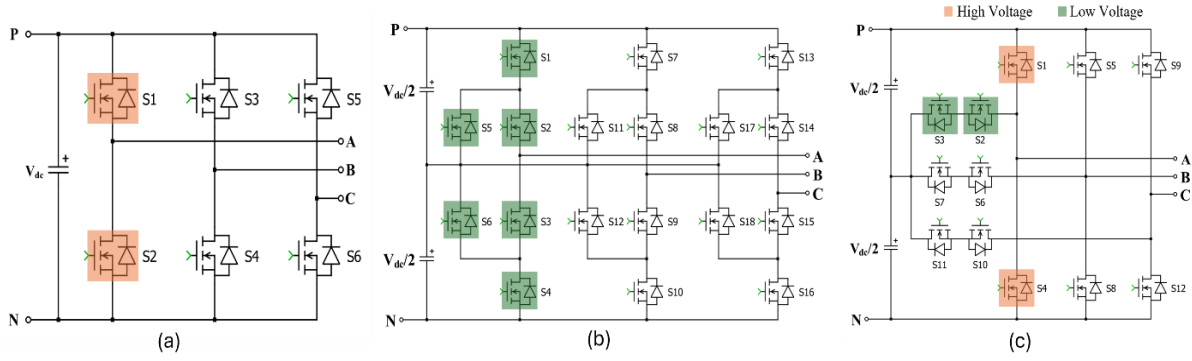 High Voltage
Low Voltage
P
S1
S3
S5
V_dc
+
A
B
C
S2
S4
S6
N
(a)
P
S1
S7
S13
V_dc/2
+
S5
S2
S11
S8
S17
S14
A
B
C
S6
S3
S12
S9
S18
S15
V_dc/2
+
S4
S10
S16
N
(b)
P
S1
S5
S9
V_dc/2
+
S3
S2
A
S7
S6
B
C
V_dc/2
+
S11
S10
S4
S8
S12
N
(c)